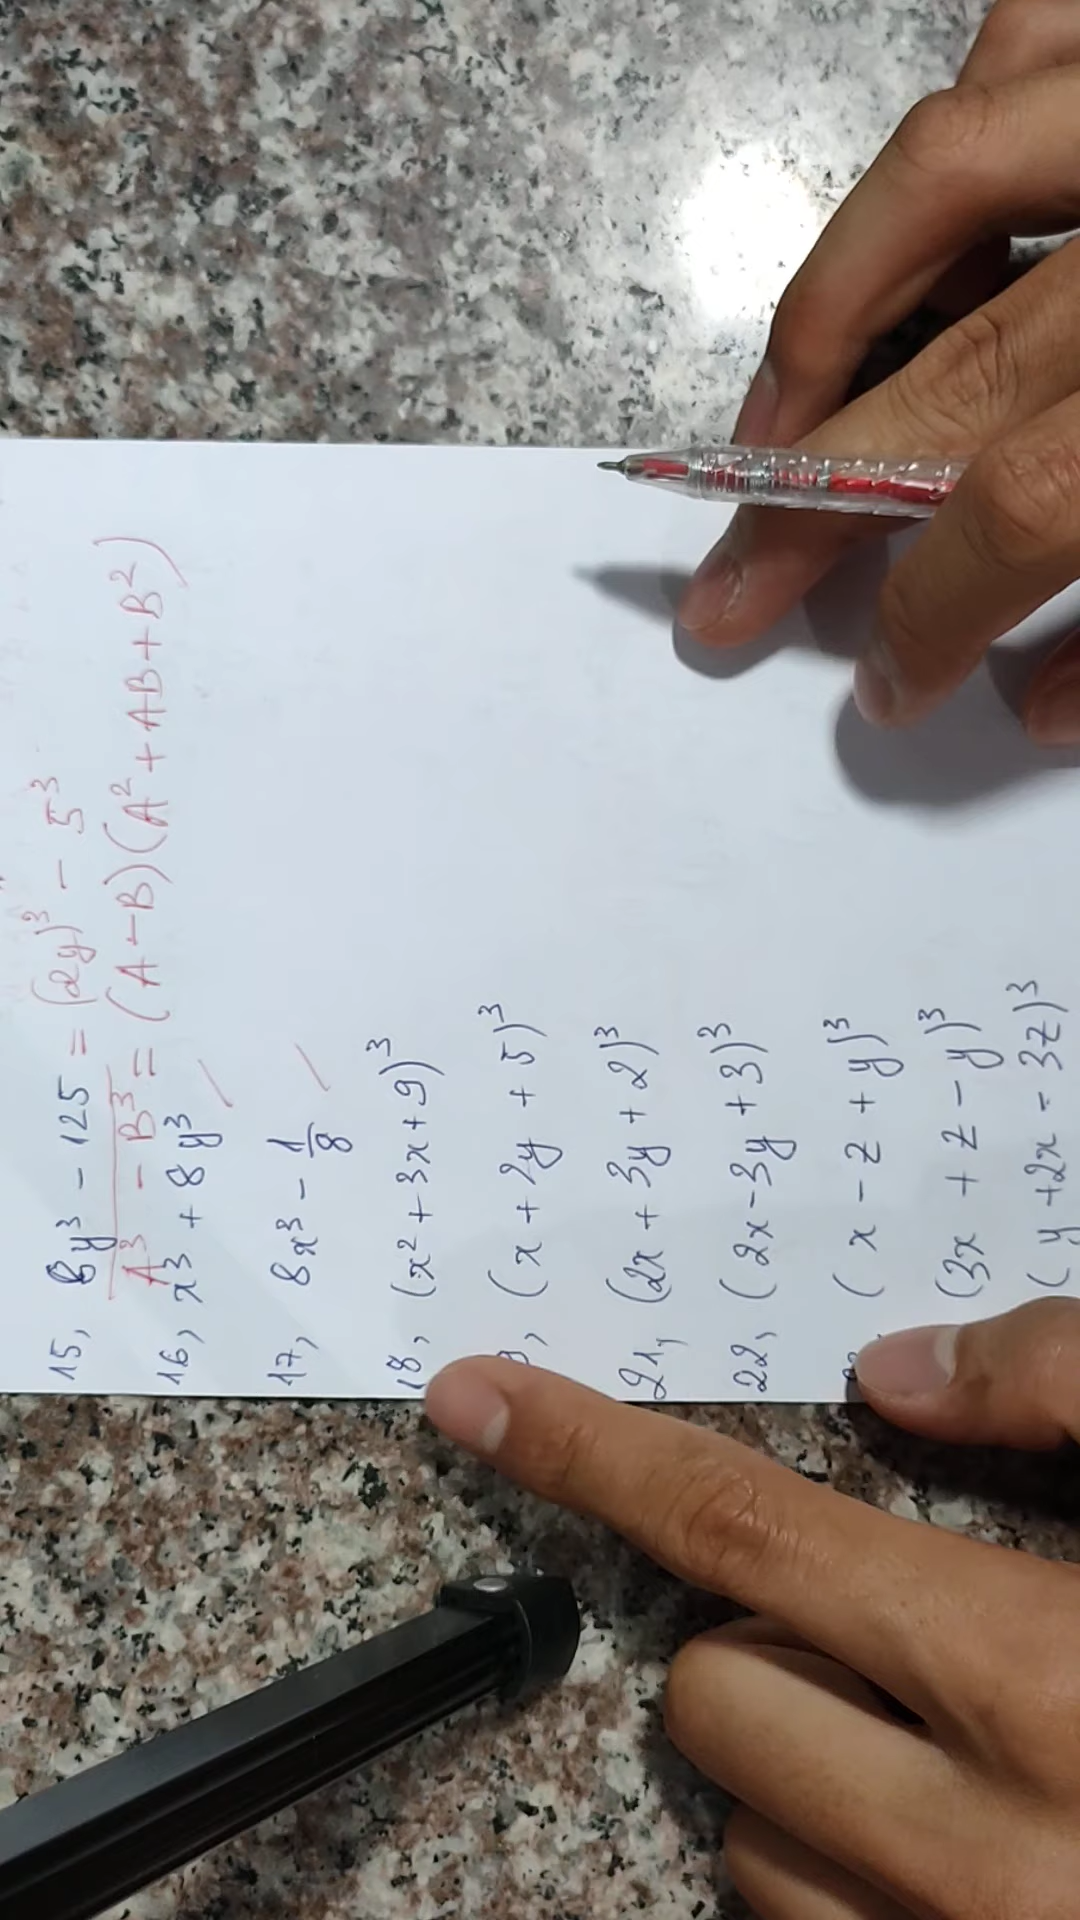 15, 8y³ - 125 = (2y)³ - 5³
A³ - B³ = (A - B)(A² + AB + B²)
16, x³ + 8y³
17, 8x³ - 1/8
18, (x² + 3x + 9)³
(x + 2y + 5)³
21, (2x + 3y + 2)³
22, (2x - 3y + 3)³
(x - z + y)³
(3x + z - y)³
(y + 2x - 3z)³